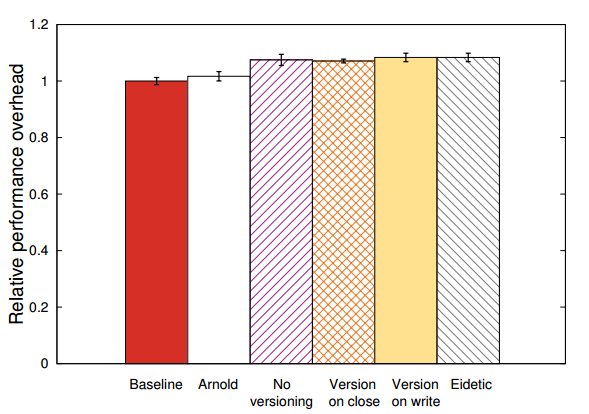 Relative performance overhead
1.2
1
0.8
0.6
0.4
0.2
0
Baseline
Arnold
No
versioning
Version
on close
Version
on write
Eidetic